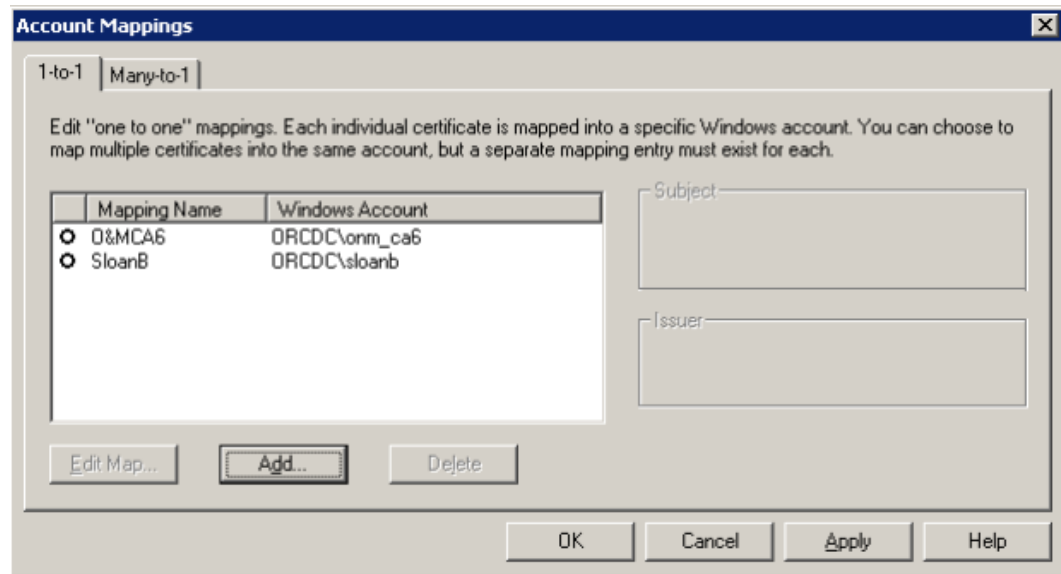 Account Mappings
1-to-1
Many-to-1
Edit "one to one" mappings. Each individual certificate is mapped into a specific Windows account. You can choose to
map multiple certificates into the same account, but a separate mapping entry must exist for each.
Mapping Name Windows Account
O&MCA6 ORCDC\onm_ca6
SloanB ORCDC\sloanb
Subject
Issuer
Edit Map...
Add...
Delete
OK
Cancel
Apply
Help